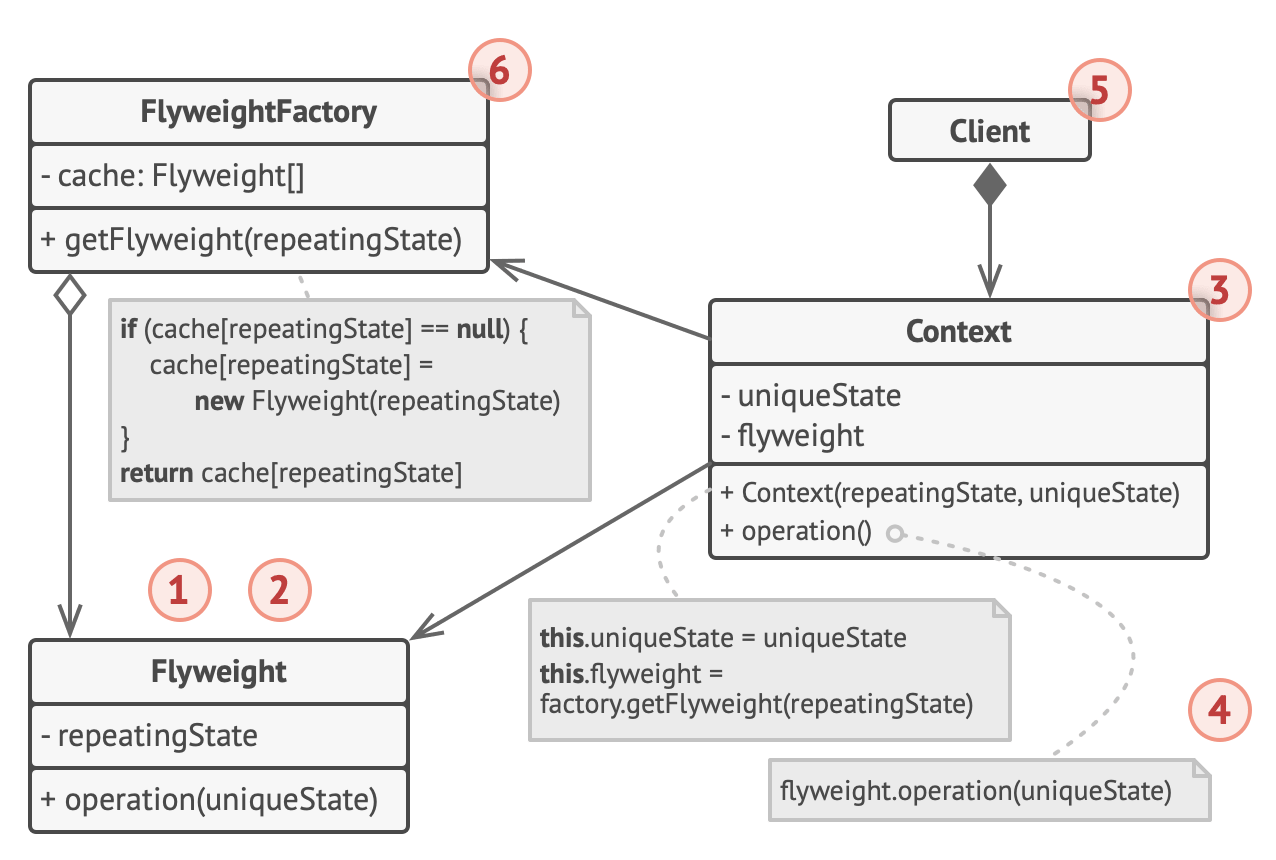 6
FlyweightFactory
- cache: Flyweight[]
+ getFlyweight(repeatingState)
if (cache[repeatingState] == null) {
cache[repeatingState] =
new Flyweight(repeatingState)
}
return cache[repeatingState]
5
Client
3
Context
- uniqueState
- flyweight
+ Context(repeatingState, uniqueState)
+ operation()
1
2
Flyweight
- repeatingState
+ operation(uniqueState)
this.uniqueState = uniqueState
this.flyweight =
factory.getFlyweight(repeatingState)
4
flyweight.operation(uniqueState)